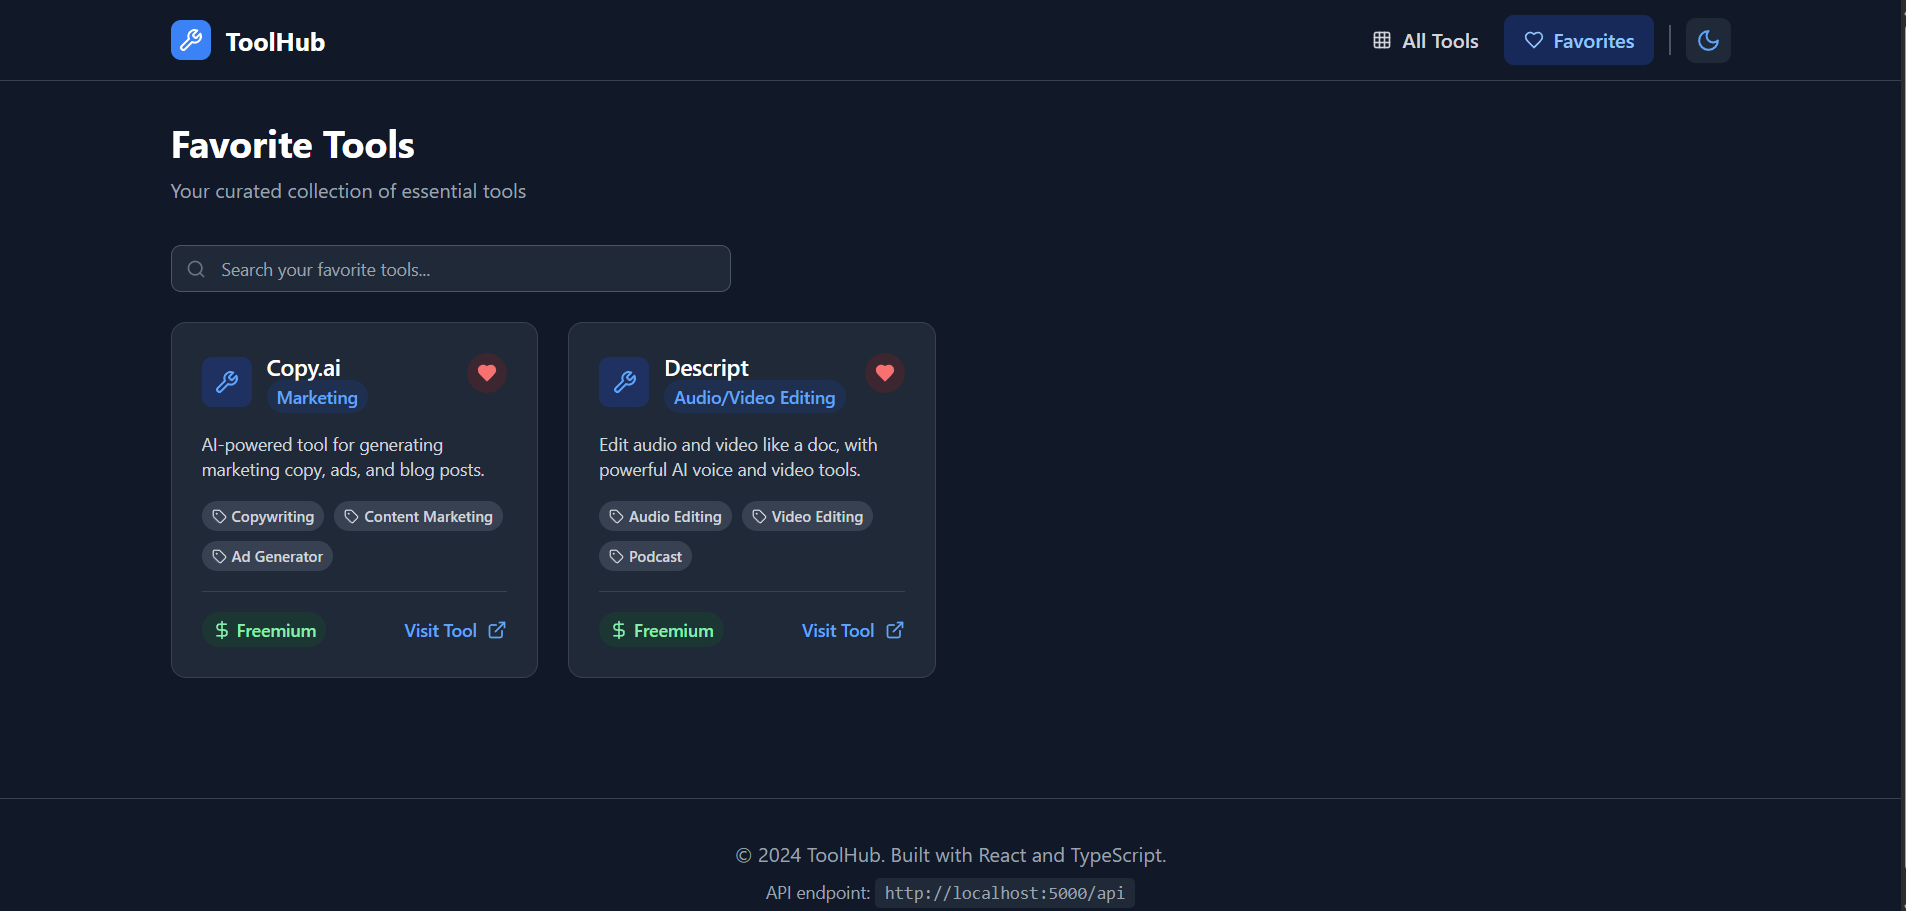 ToolHub
All Tools
Favorites
Favorite Tools
Your curated collection of essential tools
Search your favorite tools...
Copy.ai
Marketing
AI-powered tool for generating
marketing copy, ads, and blog posts.
Copywriting
Content Marketing
Ad Generator
Freemium
Visit Tool
Descript
Audio/Video Editing
Edit audio and video like a doc, with
powerful AI voice and video tools.
Audio Editing
Video Editing
Podcast
Freemium
Visit Tool
© 2024 ToolHub. Built with React and TypeScript.
API endpoint: http://localhost:5000/api